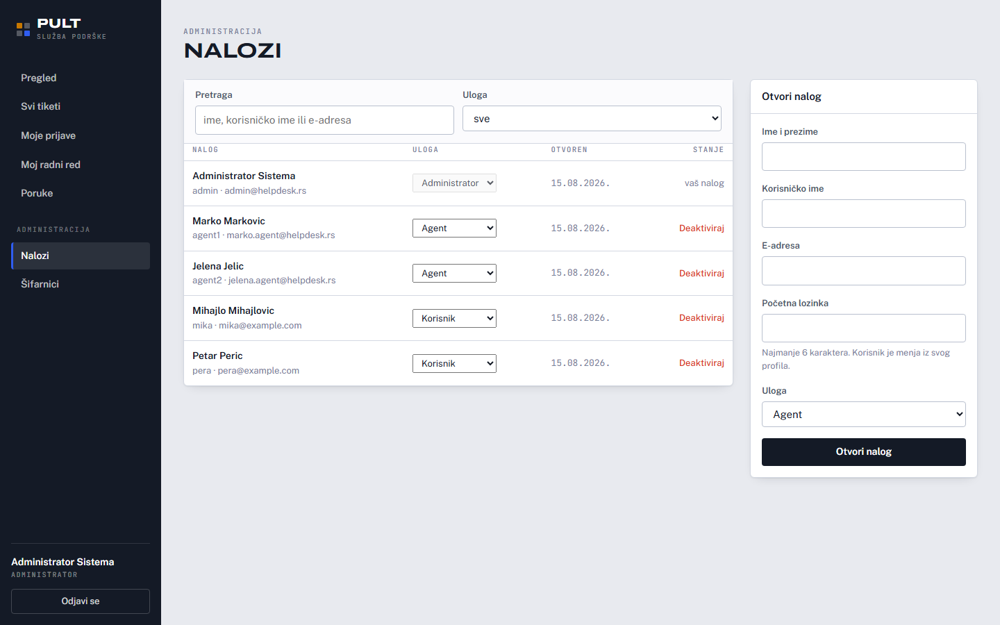 PULT
SLUŽBA PODRŠKE
Pregled
Svi tiketi
Moje prijave
Moj radni red
Poruke
ADMINISTRACIJA
Nalozi
Šifarnici
Administrator Sistema
ADMINISTRATOR
Odjavi se
ADMINISTRACIJA
NALOZI
Pretraga
Uloga
ime, korisničko ime ili e-adresa
sve
NALOG ULOGA OTVOREN STANJE
Administrator Sistema
admin · admin@helpdesk.rs
Administrator
15.08.2026.
vaš nalog
Marko Markovic
agent1 · marko.agent@helpdesk.rs
Agent
15.08.2026.
Deaktiviraj
Jelena Jelic
agent2 · jelena.agent@helpdesk.rs
Agent
15.08.2026.
Deaktiviraj
Mihajlo Mihajlovic
mika · mika@example.com
Korisnik
15.08.2026.
Deaktiviraj
Petar Peric
pera · pera@example.com
Korisnik
15.08.2026.
Deaktiviraj
Otvori nalog
Ime i prezime
Korisničko ime
E-adresa
Početna lozinka
Najmanje 6 karaktera. Korisnik je menja iz svog
profila.
Uloga
Agent
Otvori nalog